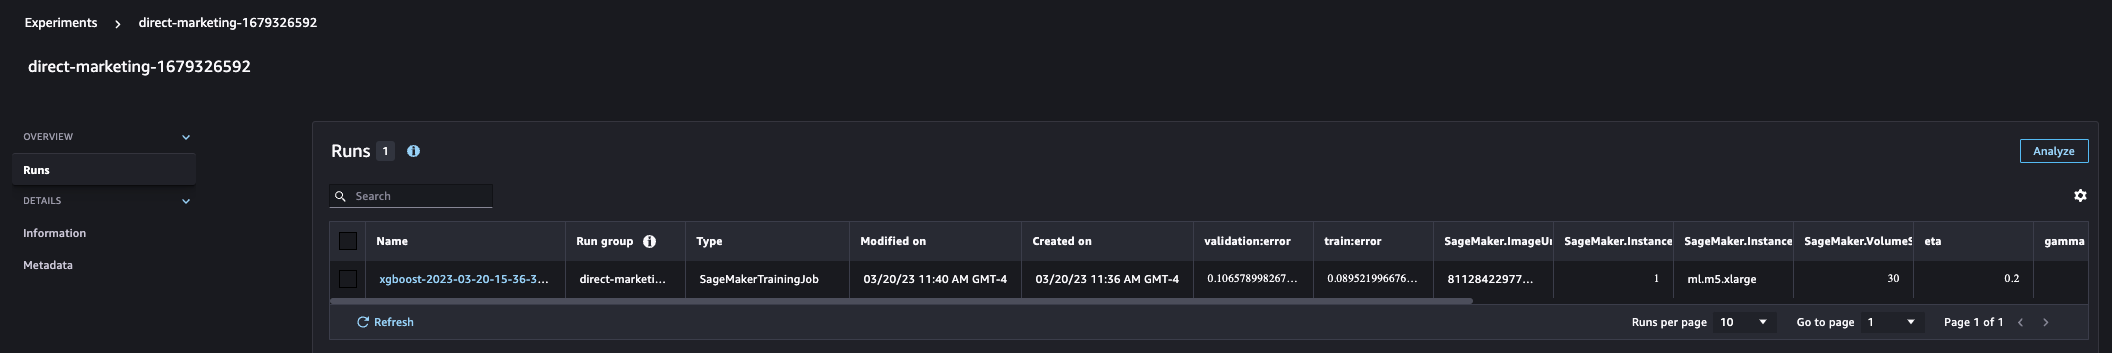 Experiments > direct-marketing-1679326592
direct-marketing-1679326592
OVERVIEW
Runs
DETAILS
Information
Metadata
Runs 1
Analyze
Search
Name Run group Type Modified on Created on validation:error train:error SageMaker.ImageU SageMaker.Instance SageMaker.Instance SageMaker.VolumeS eta gamma
xgboost-2023-03-20-15-36-3... direct-marketi... SageMakerTrainingJob 03/20/23 11:40 AM GMT-4 03/20/23 11:36 AM GMT-4 0.106578998267... 0.089521996676... 81128422977... 1 ml.m5.xlarge 30 0.2
Refresh
Runs per page 10 Go to page 1 Page 1 of 1